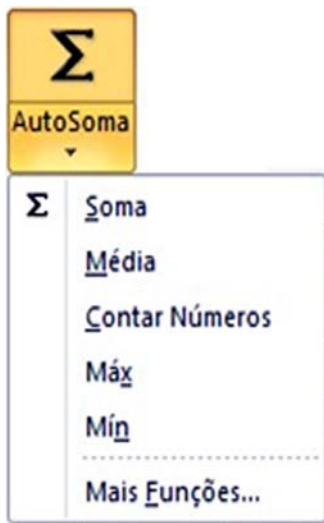 Σ
AutoSoma
Σ Soma
Média
Contar Números
Máx
Mín
Mais Funções...